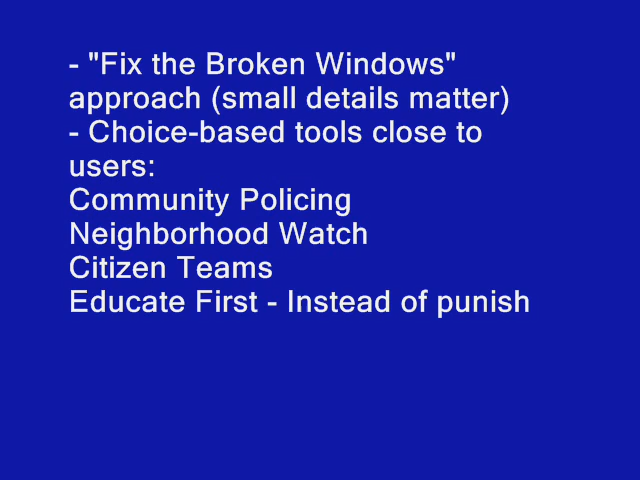 - "Fix the Broken Windows"
approach (small details matter)
- Choice-based tools close to
users:
Community Policing
Neighborhood Watch
Citizen Teams
Educate First - Instead of punish